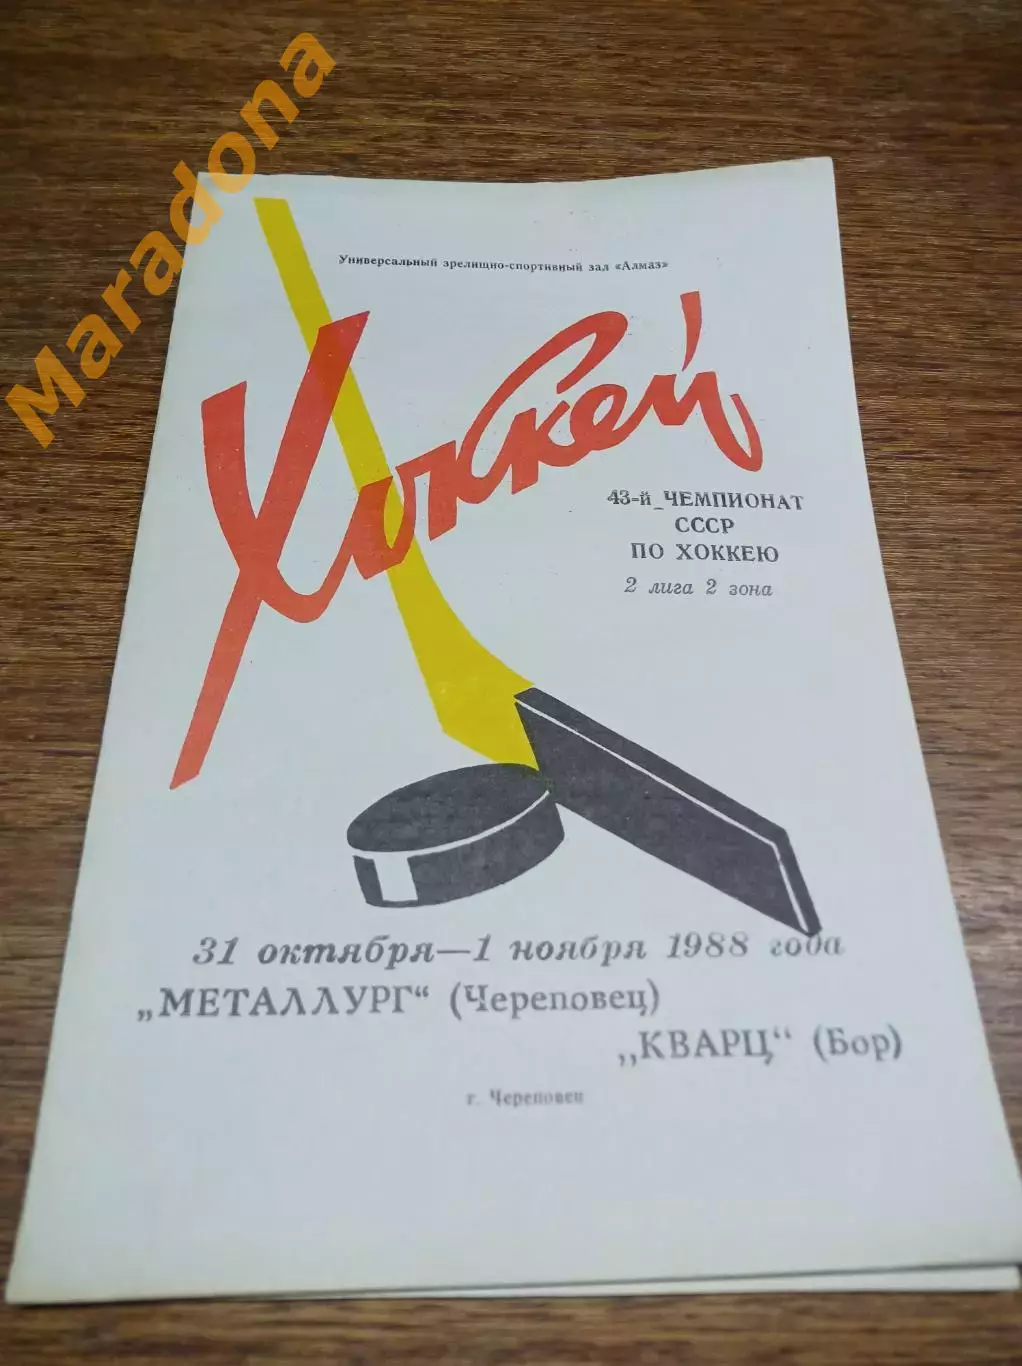 Maradona
Универсальный зрелищно-спортивный зал «Алмаз»
Хоккей
43-й ЧЕМПИОНАТ
СССР
ПО ХОККЕЮ
2 лига 2 зона
31 октября—1 ноября 1988 года
„МЕТАЛЛУРГ“ (Череповец)
„КВАРЦ“ (Бор)
г. Череповец